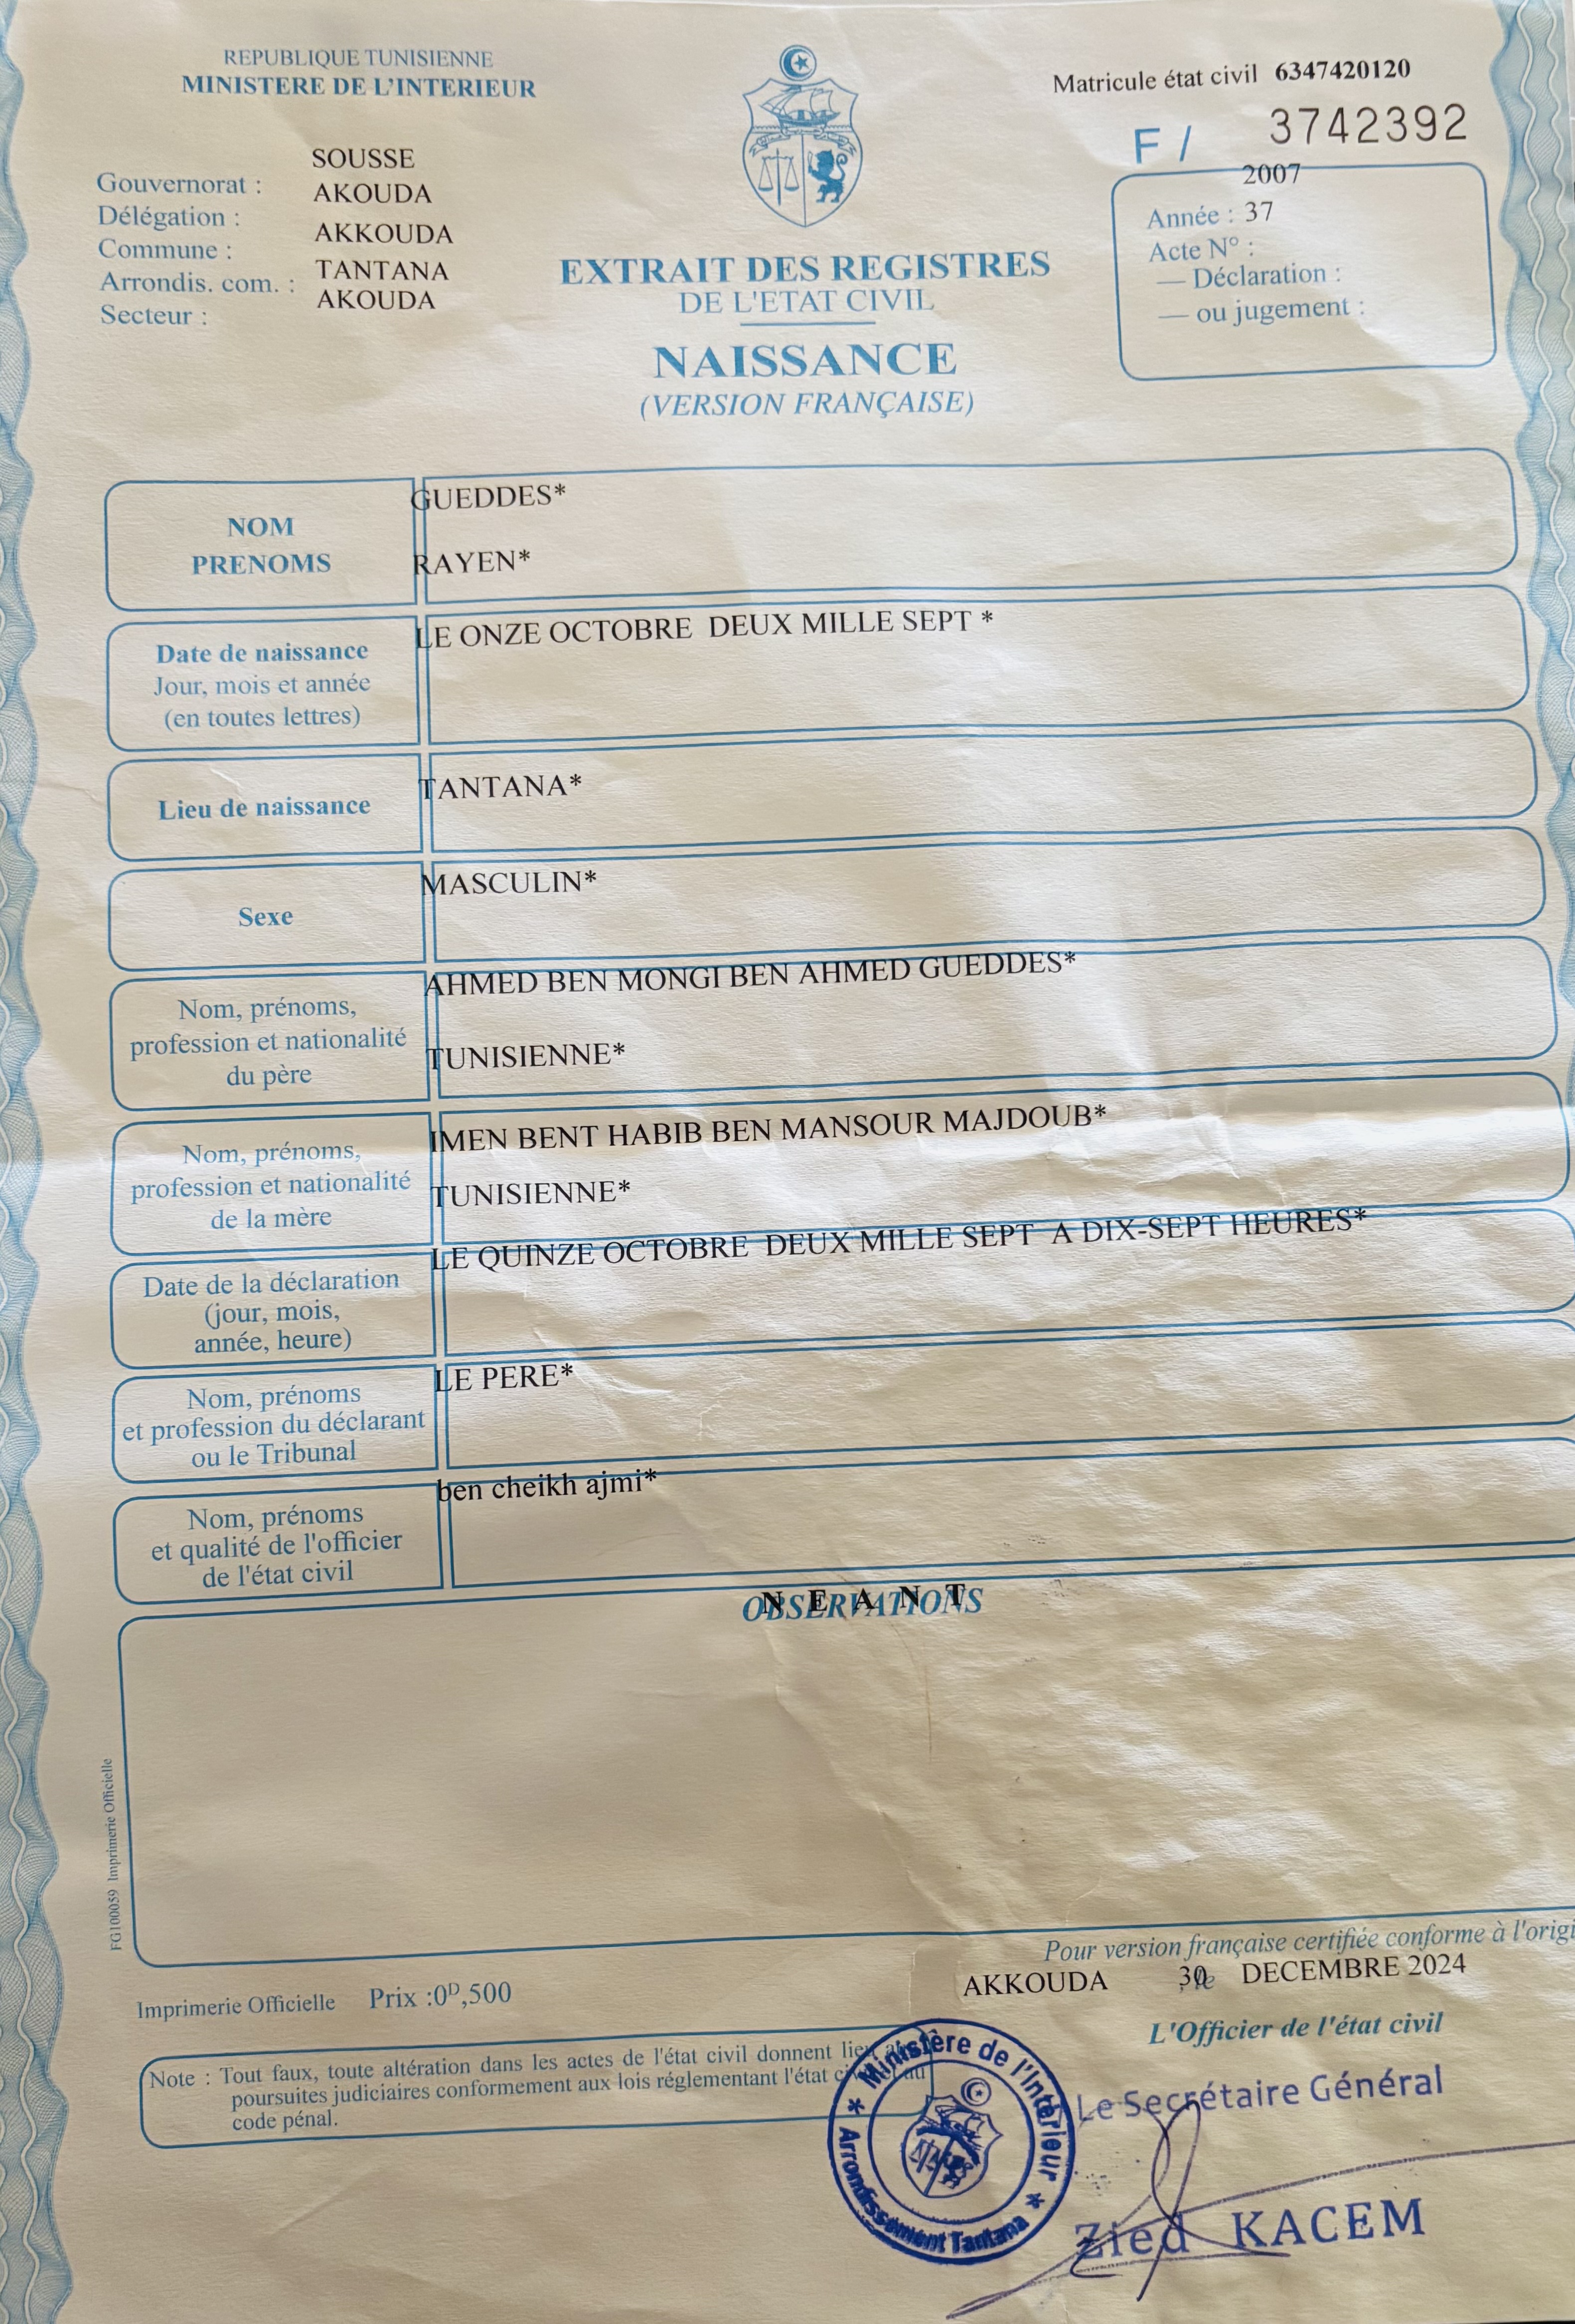 REPUBLIQUE TUNISIENNE
MINISTERE DE L'INTERIEUR
Gouvernorat : SOUSSE
Délégation : AKOUDA
Commune : AKKOUDA
Arrondis. com. : TANTANA
Secteur : AKOUDA
EXTRAIT DES REGISTRES
DE L'ETAT CIVIL
NAISSANCE
(VERSION FRANÇAISE)
Matricule état civil 6347420120
F / 3742392
2007
Année : 37
Acte N° :
— Déclaration :
— ou jugement :
NOM
PRENOMS
GUEDDES*
RAYEN*
Date de naissance
Jour, mois et année
(en toutes lettres)
LE ONZE OCTOBRE DEUX MILLE SEPT *
Lieu de naissance
TANTANA*
Sexe
MASCULIN*
Nom, prénoms,
profession et nationalité
du père
AHMED BEN MONGI BEN AHMED GUEDDES*
TUNISIENNE*
Nom, prénoms,
profession et nationalité
de la mère
IMEN BENT HABIB BEN MANSOUR MAJDOUB*
TUNISIENNE*
Date de la déclaration
(jour, mois,
année, heure)
LE QUINZE OCTOBRE DEUX MILLE SEPT A DIX-SEPT HEURES*
Nom, prénoms
et profession du déclarant
ou le Tribunal
LE PERE*
Nom, prénoms
et qualité de l'officier
de l'état civil
ben cheikh ajmi*
OBSERVATIONS
N E A N T
FG100059 Imprimerie Officielle
Pour version française certifiée conforme à l'origi
AKKOUDA le 30 DECEMBRE 2024
Imprimerie Officielle Prix :0D,500
L'Officier de l'état civil
Note : Tout faux, toute altération dans les actes de l'état civil donnent lieu
poursuites judiciaires conformement aux lois réglementant l'état au
code pénal.
* Ministère de l'Intérieur *
Arrondissement Tantana
Le Secrétaire Général
Zied KACEM